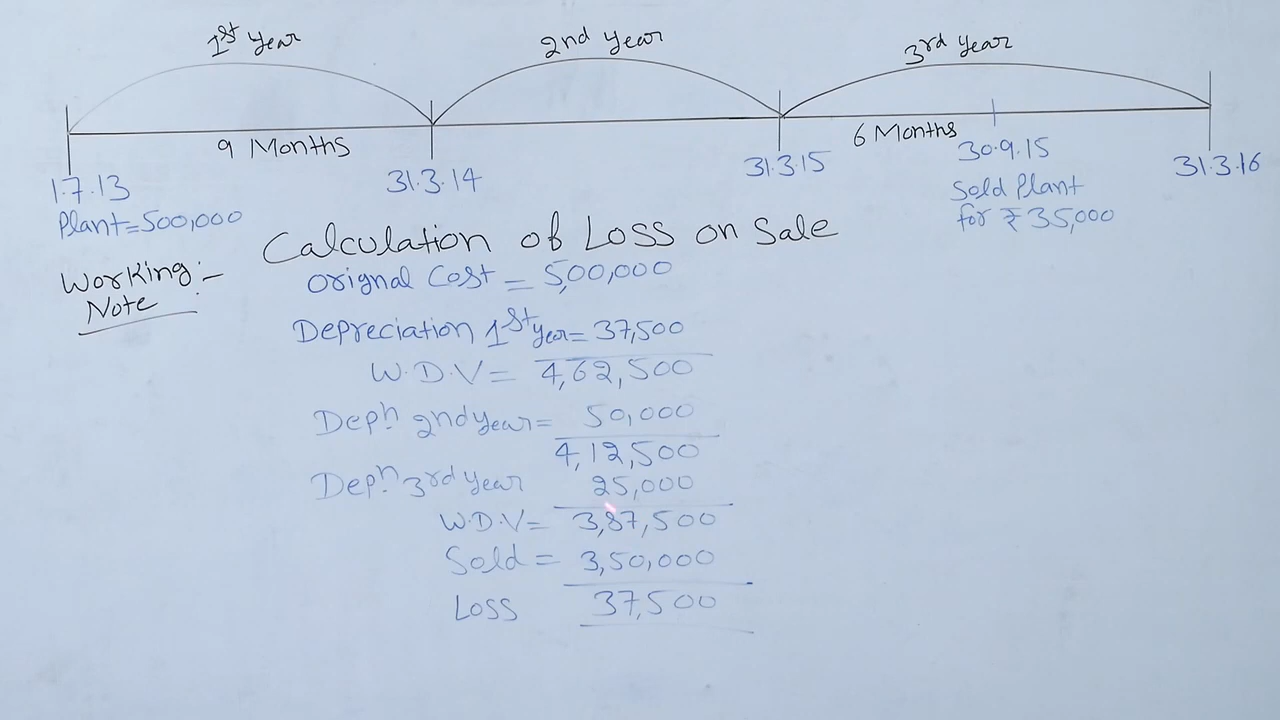 1st Year
2nd year
3rd year
9 Months
6 Months
1.7.13
31.3.14
31.3.15
30.9.15
31.3.16
Plant=500,000
Sold Plant
for ₹35,000
Calculation of Loss on Sale
Working:-
Note
Orignal Cost = 5,00,000
Depreciation 1st year= 37,500
W.D.V= 4,62,500
Deph 2nd year= 50,000
4,12,500
Deph 3rd year 25,000
W.D.V= 3,87,500
Sold = 3,50,000
Loss 37,500